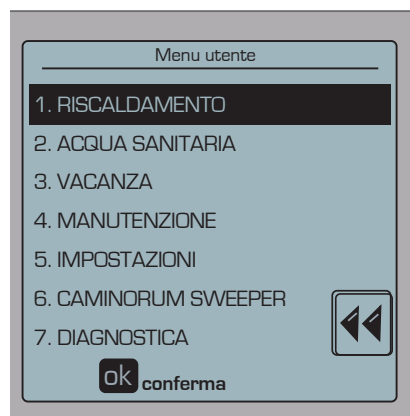 Menu utente
1. RISCALDAMENTO
2. ACQUA SANITARIA
3. VACANZA
4. MANUTENZIONE
5. IMPOSTAZIONI
6. CAMINORUM SWEEPER
7. DIAGNOSTICA
ok conferma